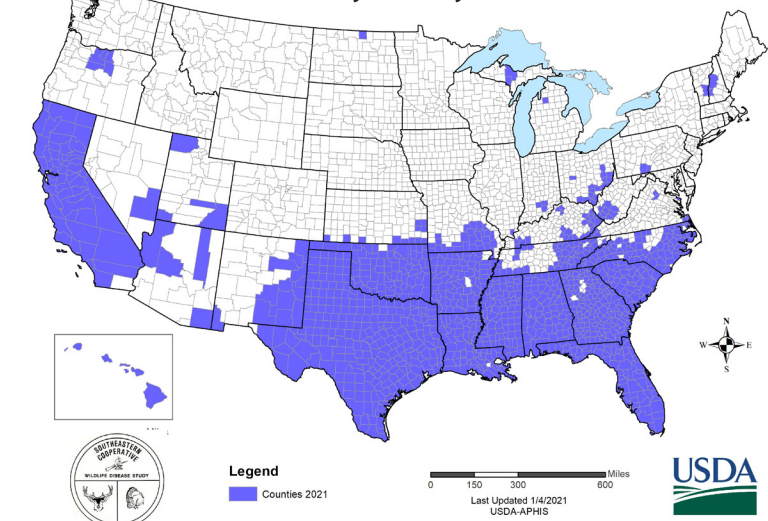 N
W
E
S
SOUTHEASTERN
COOPERATIVE
WILDLIFE DISEASE STUDY
Legend
Counties 2021
Miles
0 150 300 600
Last Updated 1/4/2021
USDA-APHIS
USDA